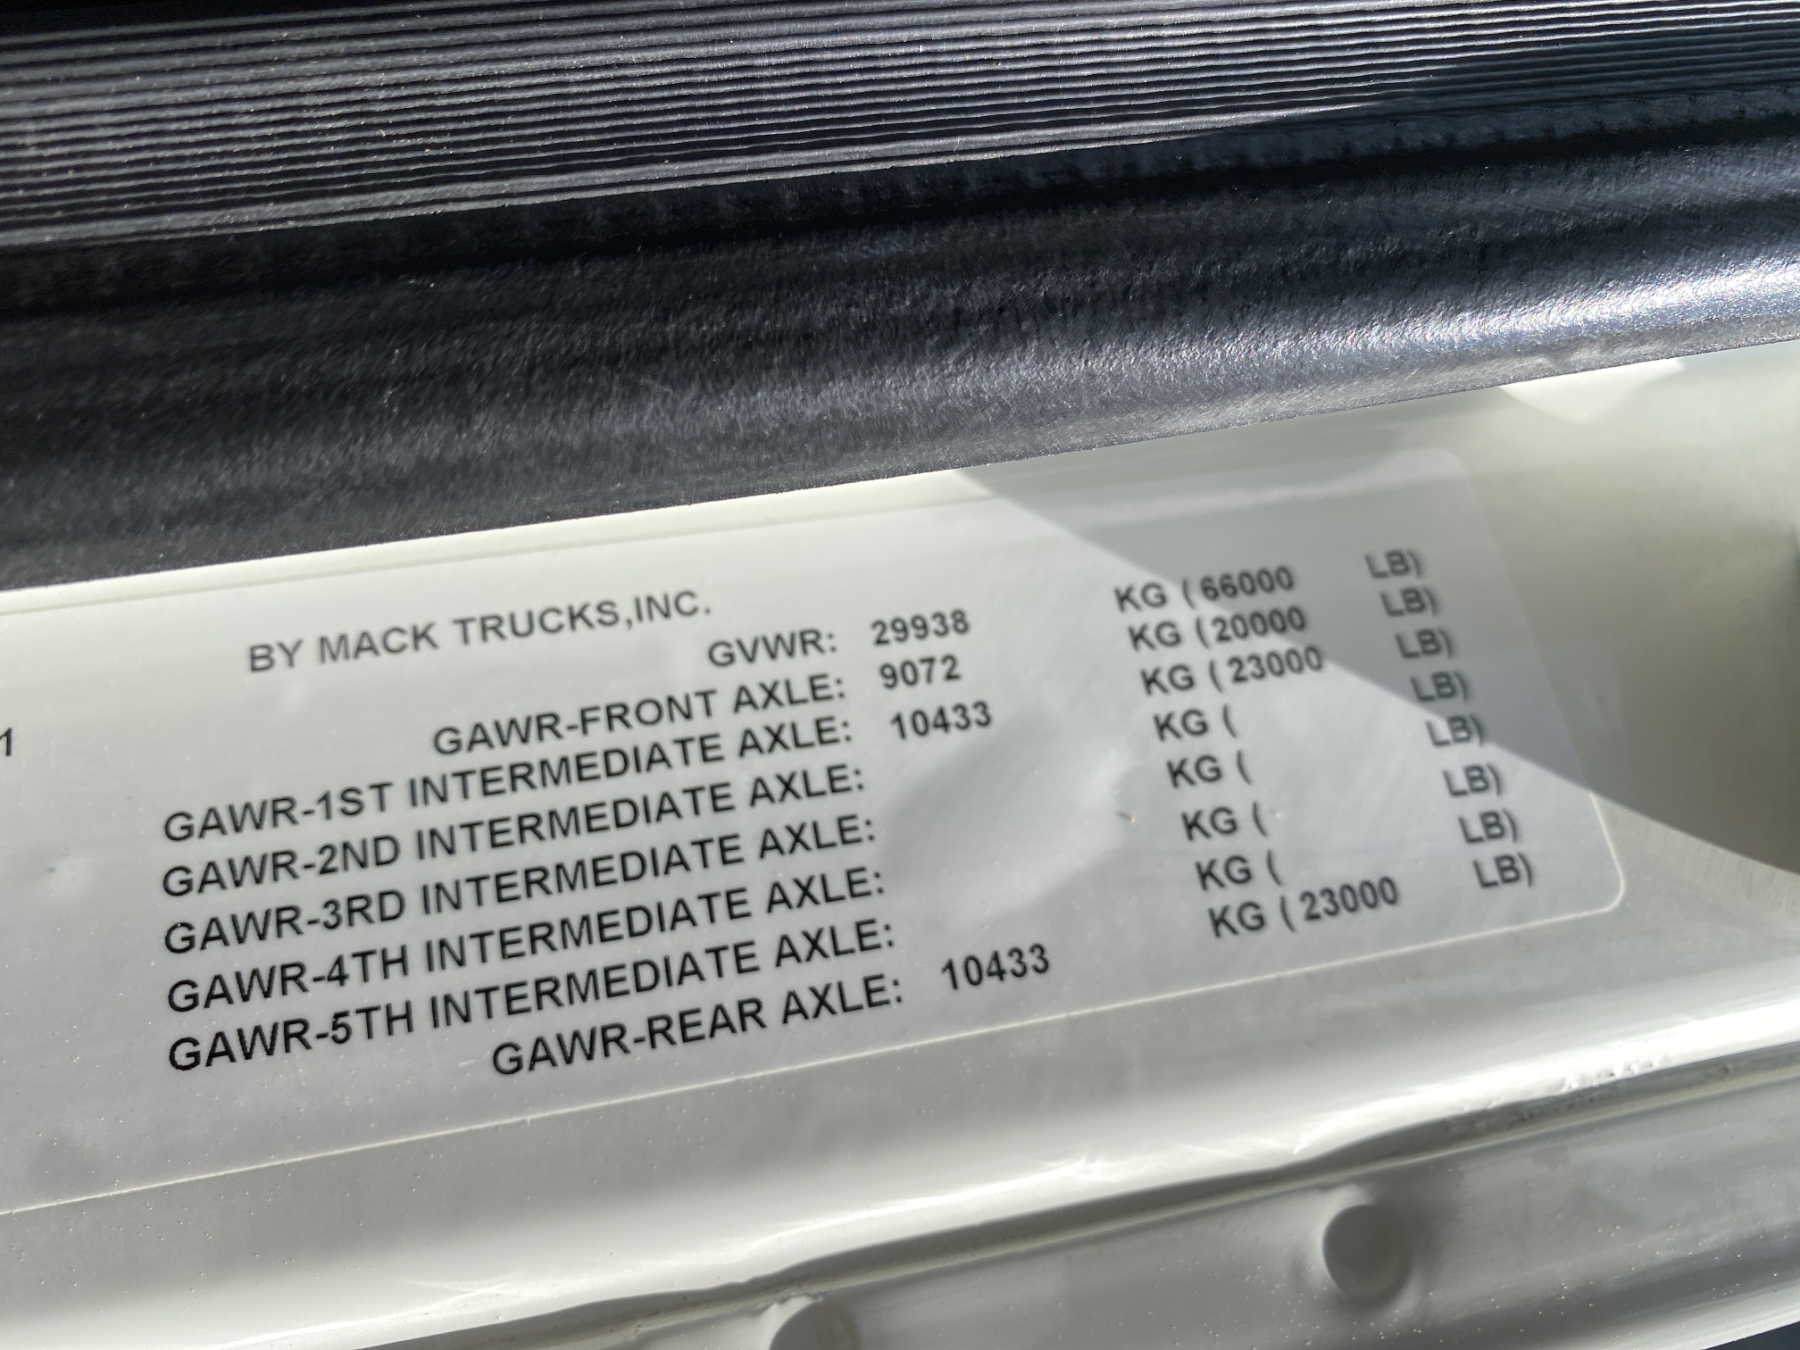 BY MACK TRUCKS,INC.
GVWR: 29938 KG (66000 LB)
GAWR-FRONT AXLE: 9072 KG (20000 LB)
GAWR-1ST INTERMEDIATE AXLE: 10433 KG (23000 LB)
GAWR-2ND INTERMEDIATE AXLE: KG ( LB)
GAWR-3RD INTERMEDIATE AXLE: KG ( LB)
GAWR-4TH INTERMEDIATE AXLE: KG ( LB)
GAWR-5TH INTERMEDIATE AXLE: KG ( LB)
GAWR-REAR AXLE: 10433 KG (23000 LB)
1